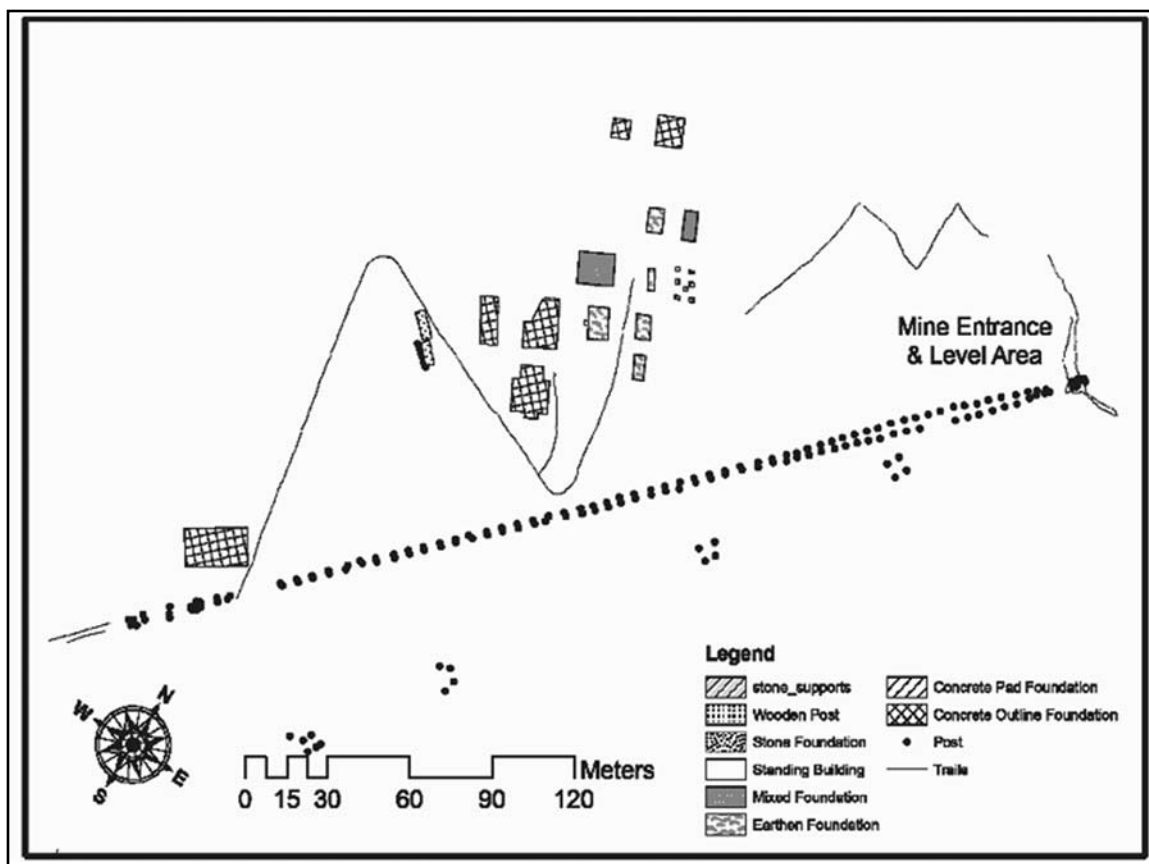 Mine Entrance
& Level Area
Legend
stone_supports
Wooden Post
Stone Foundation
Standing Building
Mixed Foundation
Earthen Foundation
Concrete Pad Foundation
Concrete Outline Foundation
Post
Trails
N
W
E
S
Meters
0 15 30 60 90 120